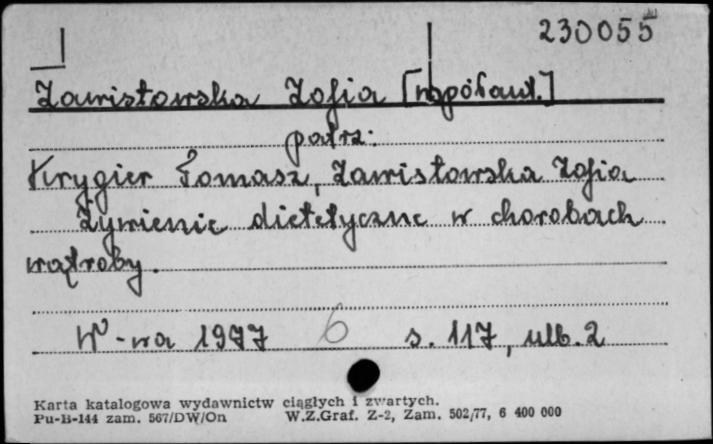 230055
Zawistowska Zofia [współaut.]
patrz:
Krygier Tomasz, Zawistowska Zofia
Żywienie dietetyczne w chorobach
wątroby.
W-wa 1977 6 s. 117, ulb. 2
Karta katalogowa wydawnictw ciągłych i zwartych.
Pu-B-144 zam. 567/DW/On W.Z.Graf. Z-2, Zam. 502/77, 6 400 000